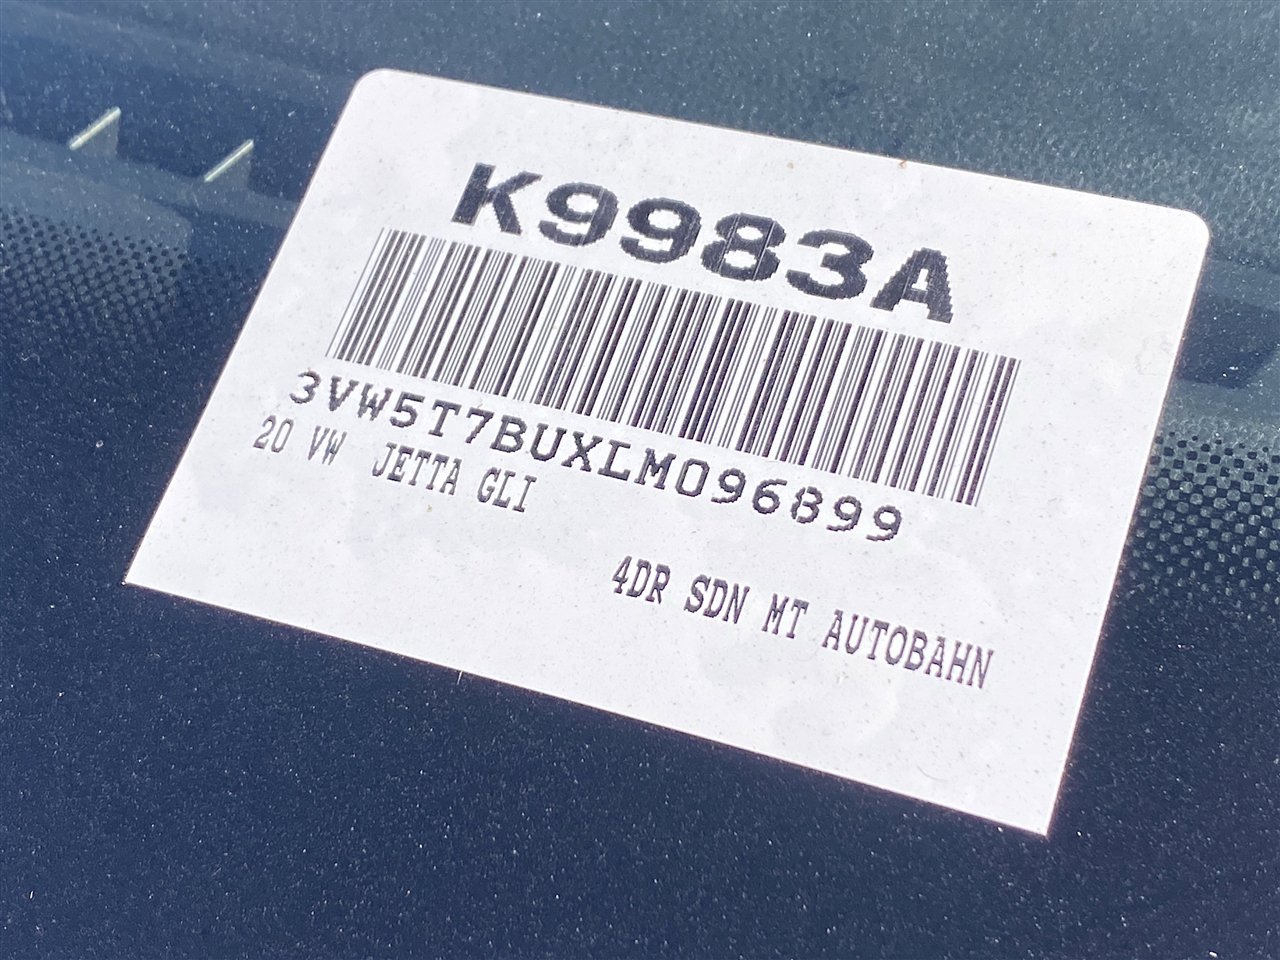 K9983A
3VW5T7BUXLM096899
20 VW JETTA GLI
4DR SDN MT AUTOBAHN